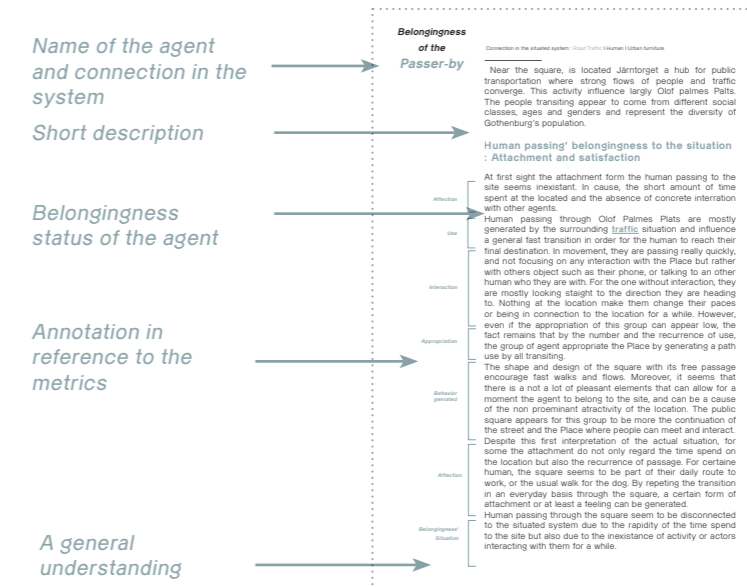 Name of the agent
and connection in the
system
Short description
Belongingness
status of the agent
Annotation in
reference to the
metrics
A general
understanding
Belongingness
of the
Passer-by
Connection in the situated system : Road Traffic I Human I Urban furniture
Near the square, is located Järntorget a hub for public
transportation where strong flows of people and traffic
converge. This activity influence largely Olof palmes Palts.
The people transiting appear to come from different social
classes, ages and genders and represent the diversity of
Gothenburg's population.
Human passing' belongingness to the situation
: Attachment and satisfaction
Affection
Use
Interaction
Appropriation
Behavior
genrated
Affection
Belongingness'
Situation
At first sight the attachment form the human passing to the
site seems inexistant. In cause, the short amount of time
spent at the located and the absence of concrete interration
with other agents.
Human passing through Olof Palmes Plats are mostly
generated by the surrounding traffic situation and influence
a general fast transition in order for the human to reach their
final destination. In movement, they are passing really quickly,
and not focusing on any interaction with the Place but rather
with others object such as their phone, or talking to an other
human who they are with. For the one without interaction, they
are mostly looking staight to the direction they are heading
to. Nothing at the location make them change their paces
or being in connection to the location for a while. However,
even if the appropriation of this group can appear low, the
fact remains that by the number and the recurrence of use,
the group of agent appropriate the Place by generating a path
use by all transiting.
The shape and design of the square with its free passage
encourage fast walks and flows. Moreover, it seems that
there is a not a lot of pleasant elements that can allow for a
moment the agent to belong to the site, and can be a cause
of the non proeminant atractivity of the location. The public
square appears for this group to be more the continuation of
the street and the Place where people can meet and interact.
Despite this first interpretation of the actual situation, for
some the attachment do not only regard the time spend on
the location but also the recurrence of passage. For certaine
human, the square seems to be part of their daily route to
work, or the usual walk for the dog. By repeting the transition
in an everyday basis through the square, a certain form of
attachment or at least a feeling can be generated.
Human passing through the square seem to be disconnected
to the situated system due to the rapidity of the time spend
to the site but also due to the inexistance of activity or actors
interacting with them for a while.